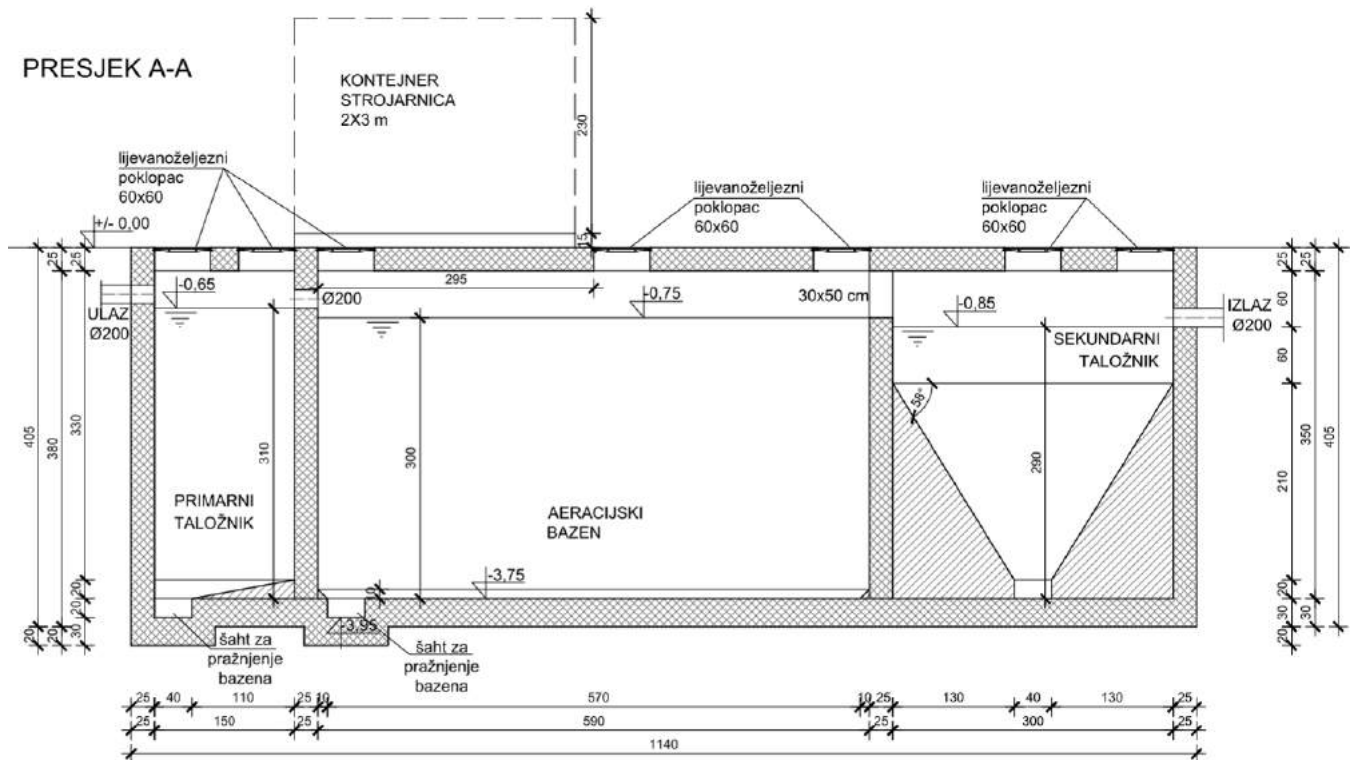 PRESJEK A-A
KONTEJNER
STROJARNICA
2X3 m
230
15
lijevanoželjezni
poklopac
60x60
lijevanoželjezni
poklopac
60x60
lijevanoželjezni
poklopac
60x60
+/- 0,00
-0,65
Ø200
295
-0,75
30x50 cm
-0,85
ULAZ
Ø200
IZLAZ
Ø200
SEKUNDARNI
TALOŽNIK
58°
405
380
330
25
25
25
310
300
290
PRIMARNI
TALOŽNIK
AERACIJSKI
BAZEN
25
60
60
210
20
30
20
25
350
30
405
-3,75
10
-3,95
20
20
30
20
20
šaht za
pražnjenje
bazena
šaht za
pražnjenje
bazena
25 40 110 25 10 570 10 25 130 40 130 25
25 150 25 590 25 300 25
1140